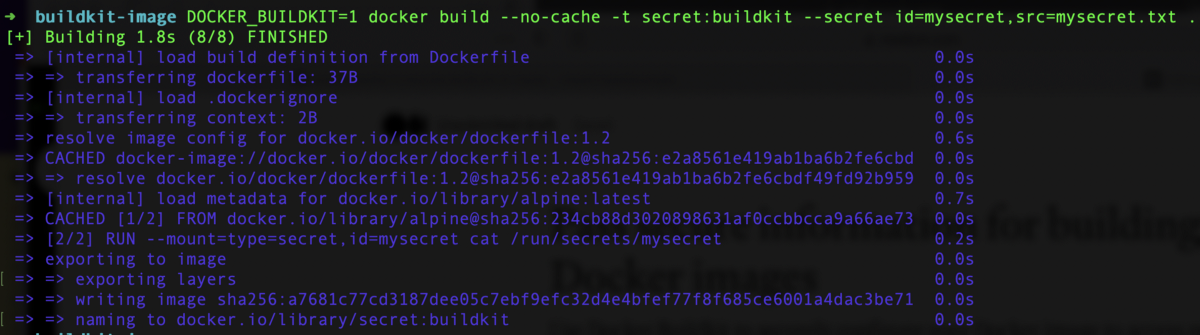 ➜ buildkit-image DOCKER_BUILDKIT=1 docker build --no-cache -t secret:buildkit --secret id=mysecret,src=mysecret.txt .
[+] Building 1.8s (8/8) FINISHED
=> [internal] load build definition from Dockerfile 0.0s
=> => transferring dockerfile: 37B 0.0s
=> [internal] load .dockerignore 0.0s
=> => transferring context: 2B 0.0s
=> resolve image config for docker.io/docker/dockerfile:1.2 0.6s
=> CACHED docker-image://docker.io/docker/dockerfile:1.2@sha256:e2a8561e419ab1ba6b2fe6cbd 0.0s
=> => resolve docker.io/docker/dockerfile:1.2@sha256:e2a8561e419ab1ba6b2fe6cbdf49fd92b959 0.0s
=> [internal] load metadata for docker.io/library/alpine:latest 0.7s
=> CACHED [1/2] FROM docker.io/library/alpine@sha256:234cb88d3020898631af0ccbbcca9a66ae73 0.0s
=> [2/2] RUN --mount=type=secret,id=mysecret cat /run/secrets/mysecret 0.2s
=> exporting to image 0.0s
=> => exporting layers 0.0s
=> => writing image sha256:a7681c77cd3187dee05c7ebf9efc32d4e4bfef77f8f685ce6001a4dac3be71 0.0s
=> => naming to docker.io/library/secret:buildkit 0.0s
information for building
Docker images